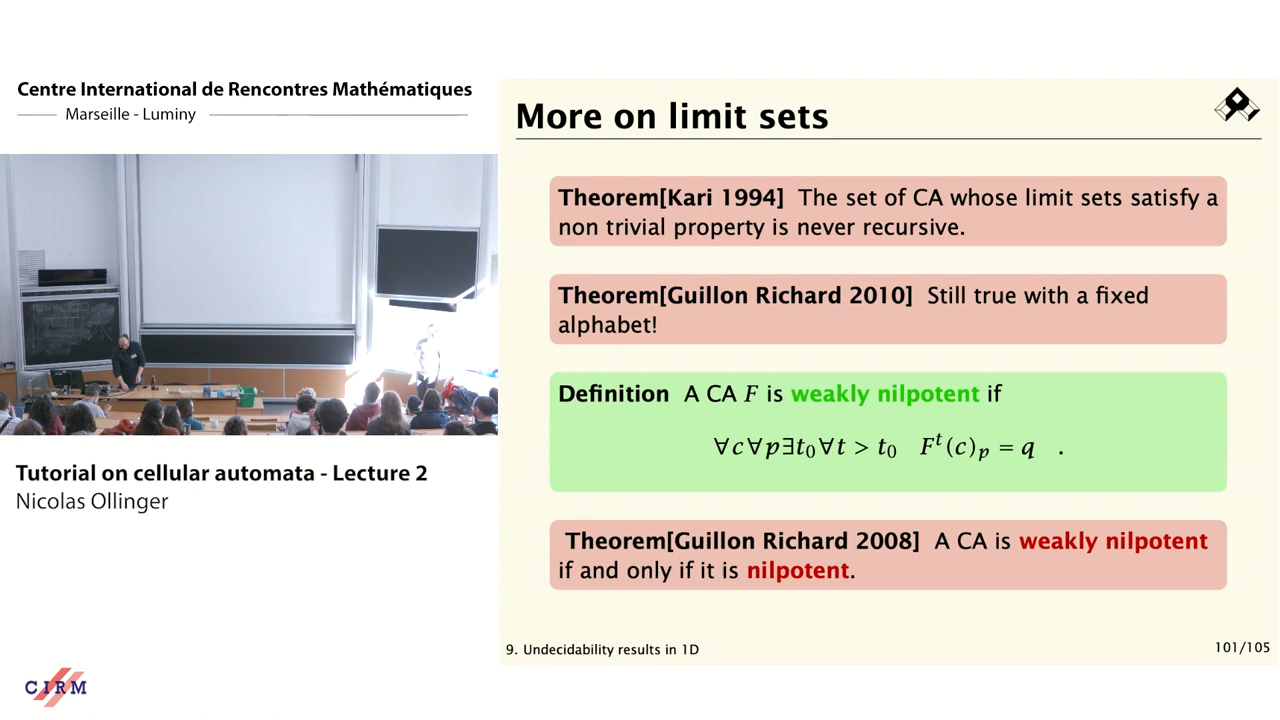 Centre International de Rencontres Mathématiques
Marseille - Luminy
Tutorial on cellular automata - Lecture 2
Nicolas Ollinger
CIRM
More on limit sets
Theorem[Kari 1994] The set of CA whose limit sets satisfy a
non trivial property is never recursive.
Theorem[Guillon Richard 2010] Still true with a fixed
alphabet!
Definition A CA F is weakly nilpotent if
∀c∀p∃t₀∀t > t₀ Fᵗ(c)ₚ = q .
Theorem[Guillon Richard 2008] A CA is weakly nilpotent
if and only if it is nilpotent.
9. Undecidability results in 1D
101/105